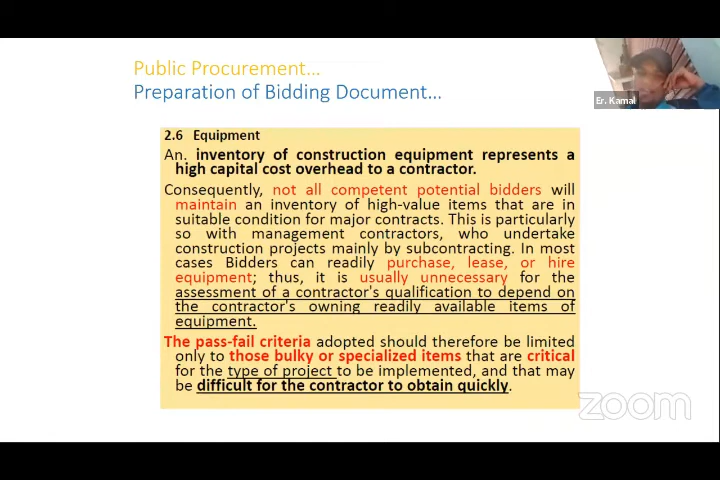 Public Procurement...
Preparation of Bidding Document...
Er. Kamal
2.6 Equipment
An. inventory of construction equipment represents a
high capital cost overhead to a contractor.
Consequently, not all competent potential bidders will
maintain an inventory of high-value items that are in
suitable condition for major contracts. This is particularly
so with management contractors, who undertake
construction projects mainly by subcontracting. In most
cases Bidders can readily purchase, lease, or hire
equipment; thus, it is usually unnecessary for the
assessment of a contractor's qualification to depend on
the contractor's owning readily available items of
equipment.
The pass-fail criteria adopted should therefore be limited
only to those bulky or specialized items that are critical
for the type of project to be implemented, and that may
be difficult for the contractor to obtain quickly.
zoom